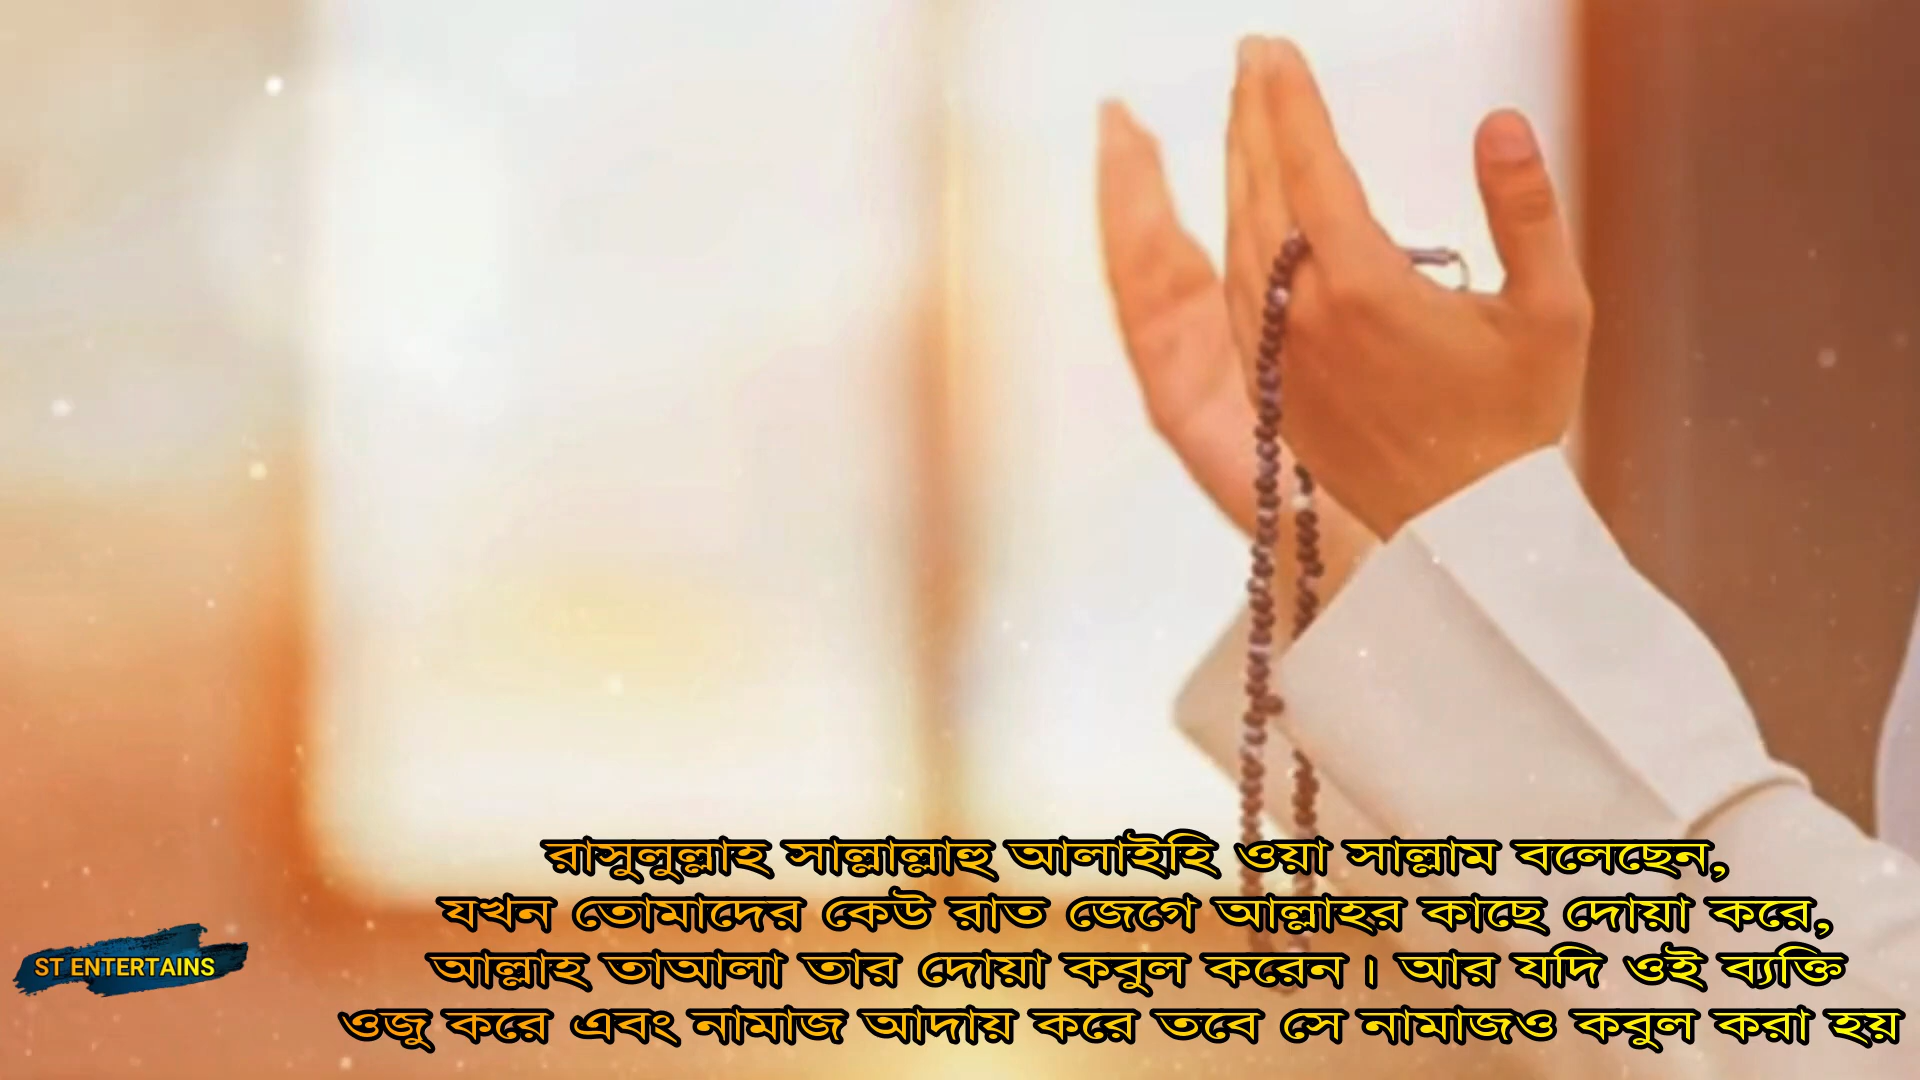 রাসুলুল্লাহ সাল্লাল্লাহু আলাইহি ওয়া সাল্লাম বলেছেন,
যখন তোমাদের কেউ রাত জেগে আল্লাহর কাছে দোয়া করে,
আল্লাহ তাআলা তার দোয়া কবুল করেন। আর যদি ওই ব্যক্তি
ওজু করে এবং নামাজ আদায় করে তবে সে নামাজও কবুল করা হয়
ST ENTERTAINS